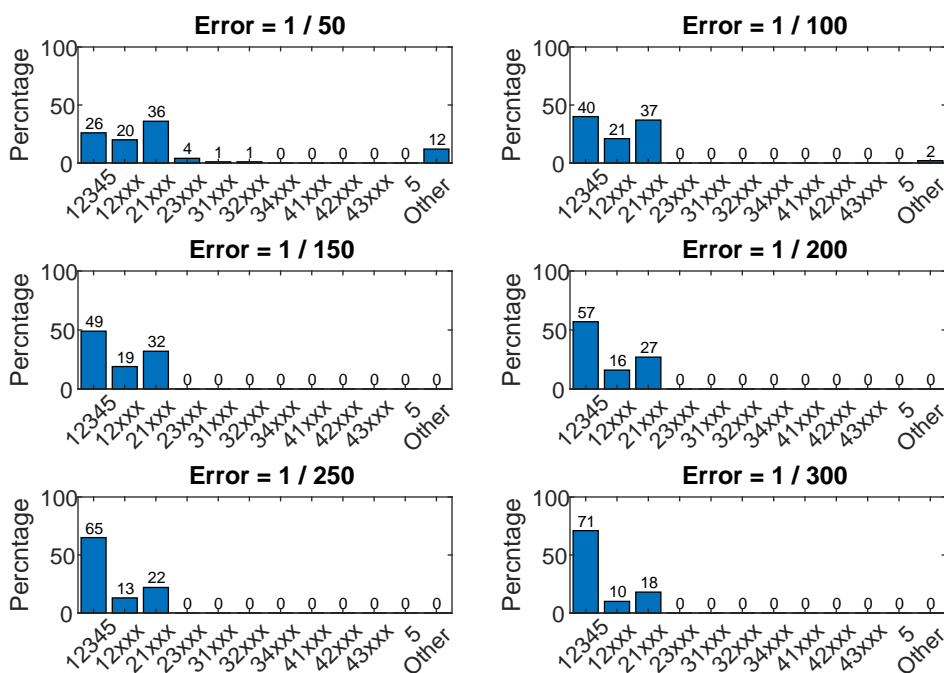 Error = 1 / 50
100
50
0
Percntage
26
20
36
4
1
1
0
0
0
0
0
12
12345
12xxx
21xxx
23xxx
31xxx
32xxx
34xxx
41xxx
42xxx
43xxx
5
Other
Error = 1 / 100
100
50
0
Percntage
40
21
37
0
0
0
0
0
0
0
0
2
12345
12xxx
21xxx
23xxx
31xxx
32xxx
34xxx
41xxx
42xxx
43xxx
5
Other
Error = 1 / 150
100
50
0
Percntage
49
19
32
0
0
0
0
0
0
0
0
0
12345
12xxx
21xxx
23xxx
31xxx
32xxx
34xxx
41xxx
42xxx
43xxx
5
Other
Error = 1 / 200
100
50
0
Percntage
57
16
27
0
0
0
0
0
0
0
0
0
12345
12xxx
21xxx
23xxx
31xxx
32xxx
34xxx
41xxx
42xxx
43xxx
5
Other
Error = 1 / 250
100
50
0
Percntage
65
13
22
0
0
0
0
0
0
0
0
0
12345
12xxx
21xxx
23xxx
31xxx
32xxx
34xxx
41xxx
42xxx
43xxx
5
Other
Error = 1 / 300
100
50
0
Percntage
71
10
18
0
0
0
0
0
0
0
0
0
12345
12xxx
21xxx
23xxx
31xxx
32xxx
34xxx
41xxx
42xxx
43xxx
5
Other